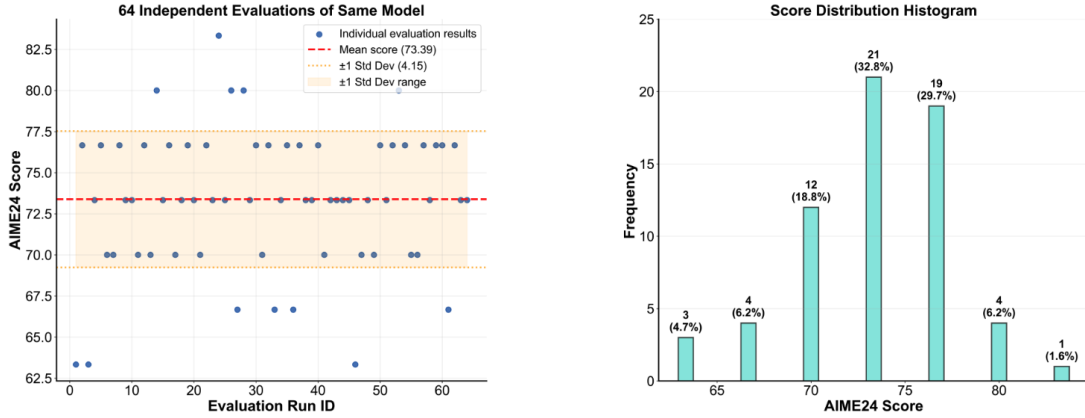 64 Independent Evaluations of Same Model
Individual evaluation results
Mean score (73.39)
±1 Std Dev (4.15)
±1 Std Dev range
AIME24 Score
82.5
80.0
77.5
75.0
72.5
70.0
67.5
65.0
62.5
0 10 20 30 40 50 60
Evaluation Run ID
Score Distribution Histogram
Frequency
25
20
15
10
5
0
3
(4.7%)
4
(6.2%)
12
(18.8%)
21
(32.8%)
19
(29.7%)
4
(6.2%)
1
(1.6%)
65 70 75 80
AIME24 Score